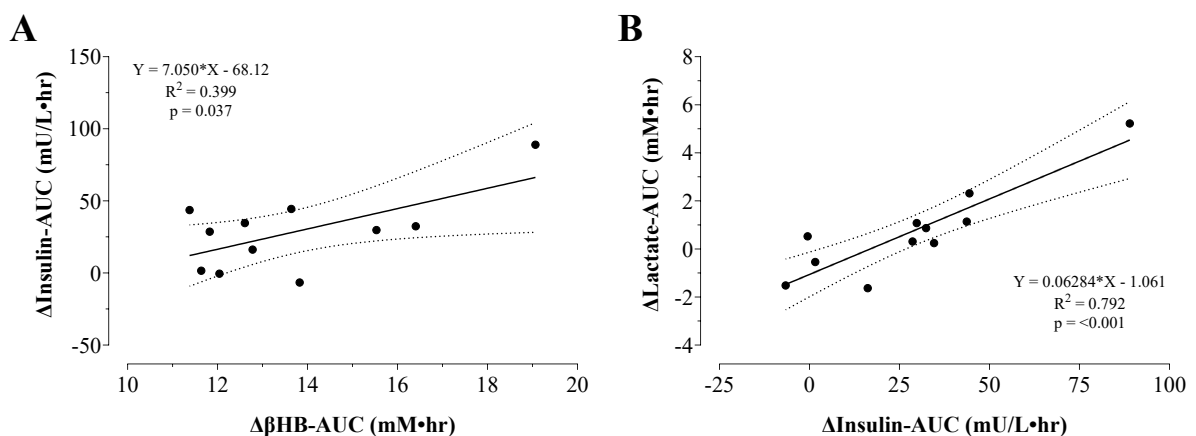 A
ΔInsulin-AUC (mU/L•hr)
150
100
50
0
-50
Y = 7.050*X - 68.12
R² = 0.399
p = 0.037
10
12
14
16
18
20
ΔβHB-AUC (mM•hr)
B
ΔLactate-AUC (mM•hr)
8
6
4
2
0
-2
-4
Y = 0.06284*X - 1.061
R² = 0.792
p = <0.001
-25
0
25
50
75
100
ΔInsulin-AUC (mU/L•hr)